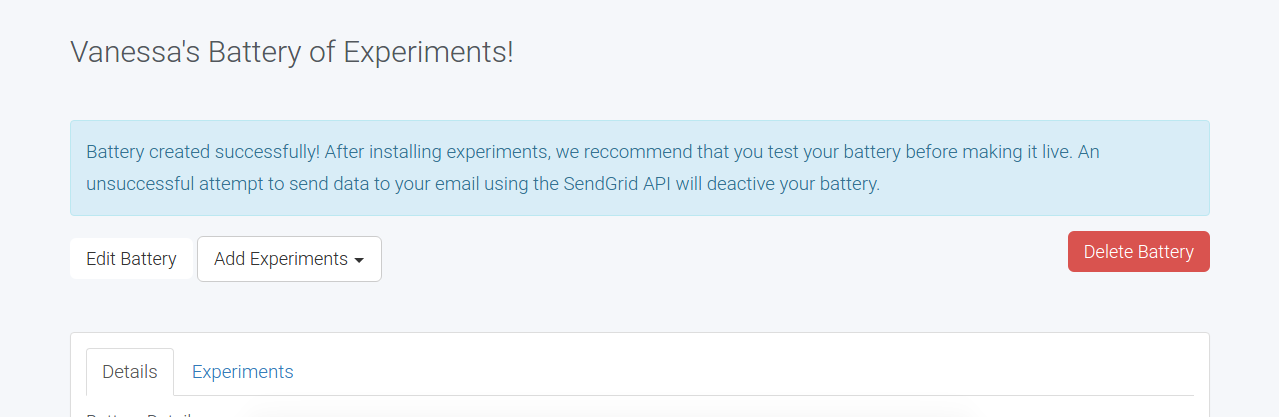 Vanessa's Battery of Experiments!
Battery created successfully! After installing experiments, we reccommend that you test your battery before making it live. An
unsuccessful attempt to send data to your email using the SendGrid API will deactive your battery.
Edit Battery Add Experiments Delete Battery
Details Experiments